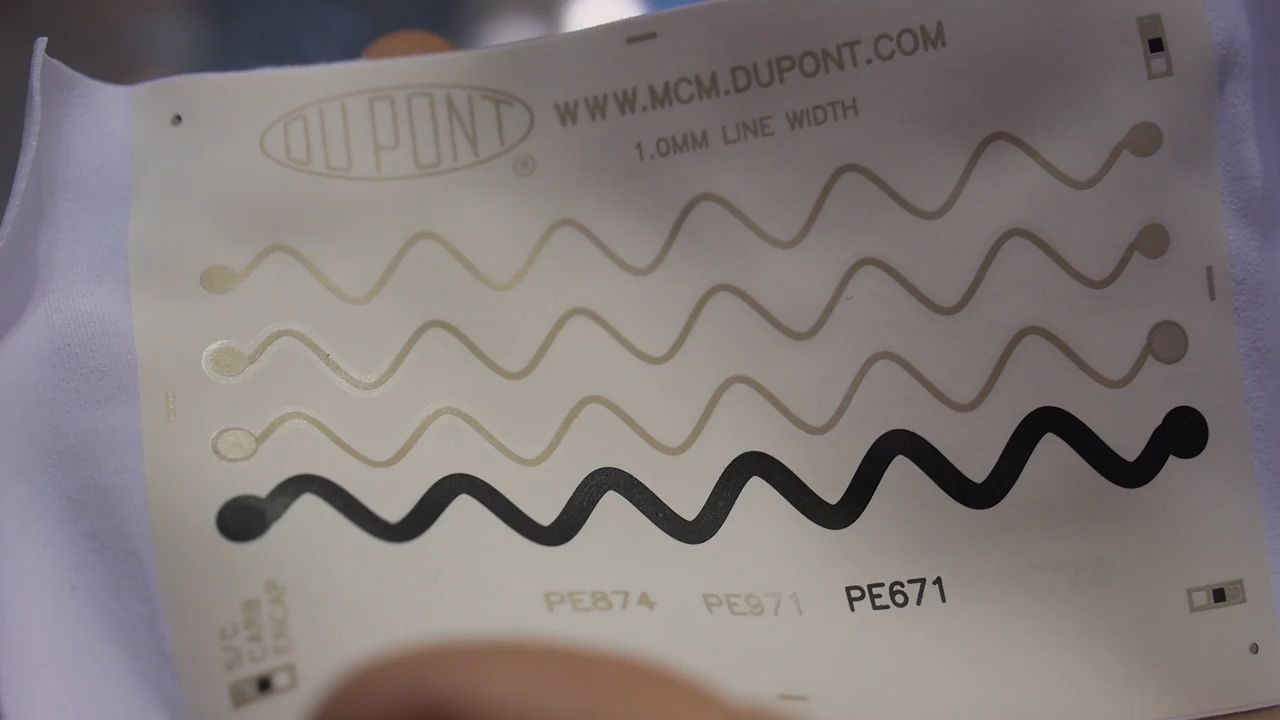 DUPONT®
WWW.MCM.DUPONT.COM
1.0MM LINE WIDTH
PE874 PE971 PE671
S/C
CARB
ENCAP